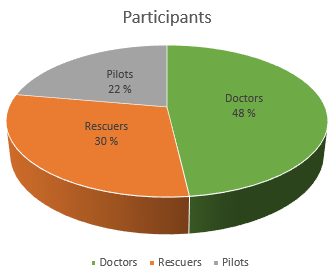 Participants
Pilots
22 %
Doctors
48 %
Rescuers
30 %
Doctors Rescuers Pilots